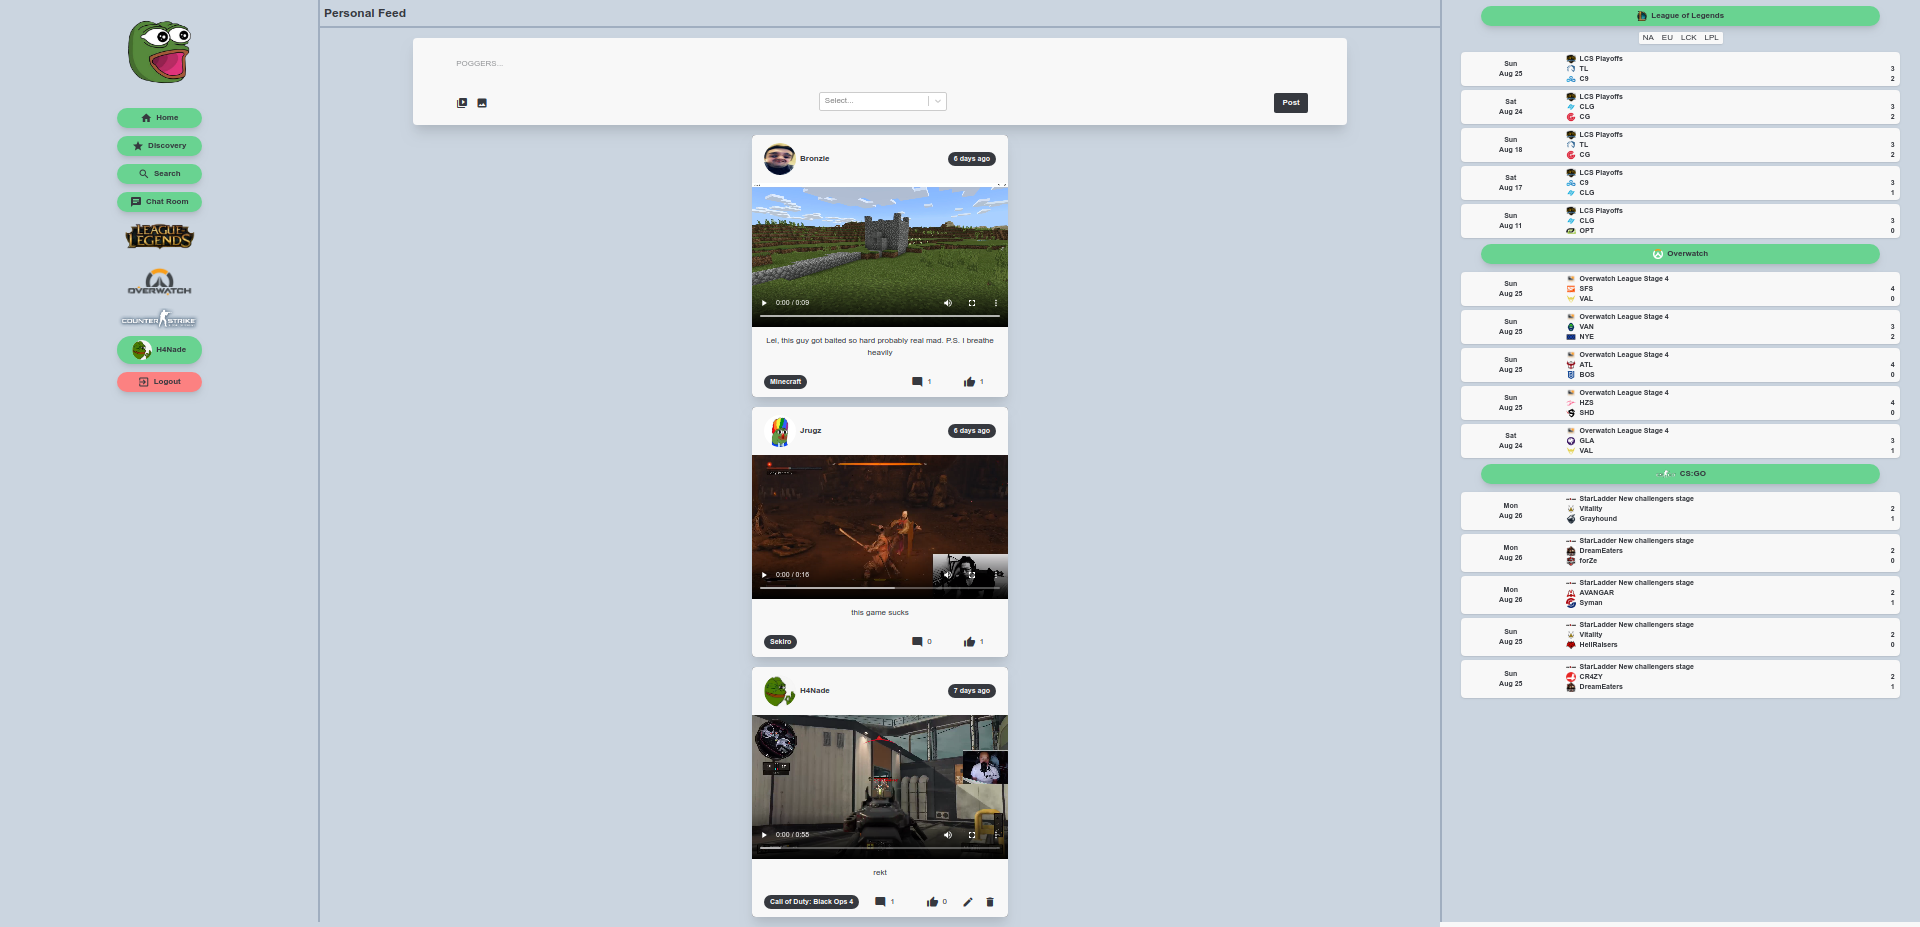 Home
Discovery
Search
Chat Room
LEAGUE OF LEGENDS
OVERWATCH
COUNTER STRIKE
H4Nade
Logout
Personal Feed
POGGERS...
Select...
Post
Bronzie
6 days ago
0:00 / 0:09
Lel, this guy got baited so hard probably real mad. P.S. I breathe
heavily
Minecraft
1
1
Jrugz
6 days ago
0:00 / 0:16
this game sucks
Sekiro
0
1
H4Nade
7 days ago
0:00 / 0:55
rekt
Call of Duty: Black Ops 4
1
0
League of Legends
NA EU LCK LPL
Sun
Aug 25
LCS Playoffs
TL 3
C9 2
Sat
Aug 24
LCS Playoffs
CLG 3
CG 2
Sun
Aug 18
LCS Playoffs
TL 3
CG 2
Sat
Aug 17
LCS Playoffs
C9 3
CLG 1
Sun
Aug 11
LCS Playoffs
CLG 3
OPT 0
Overwatch
Sun
Aug 25
Overwatch League Stage 4
SFS 4
VAL 0
Sun
Aug 25
Overwatch League Stage 4
VAN 3
NYE 2
Sun
Aug 25
Overwatch League Stage 4
ATL 4
BOS 0
Sun
Aug 25
Overwatch League Stage 4
HZS 4
SHD 0
Sat
Aug 24
Overwatch League Stage 4
GLA 3
VAL 1
CS:GO
Mon
Aug 26
StarLadder New challengers stage
Vitality 2
Grayhound 1
Mon
Aug 26
StarLadder New challengers stage
DreamEaters 2
forZe 0
Mon
Aug 26
StarLadder New challengers stage
AVANGAR 2
Syman 1
Sun
Aug 25
StarLadder New challengers stage
Vitality 2
HellRaisers 0
Sun
Aug 25
StarLadder New challengers stage
CR4ZY 2
DreamEaters 1